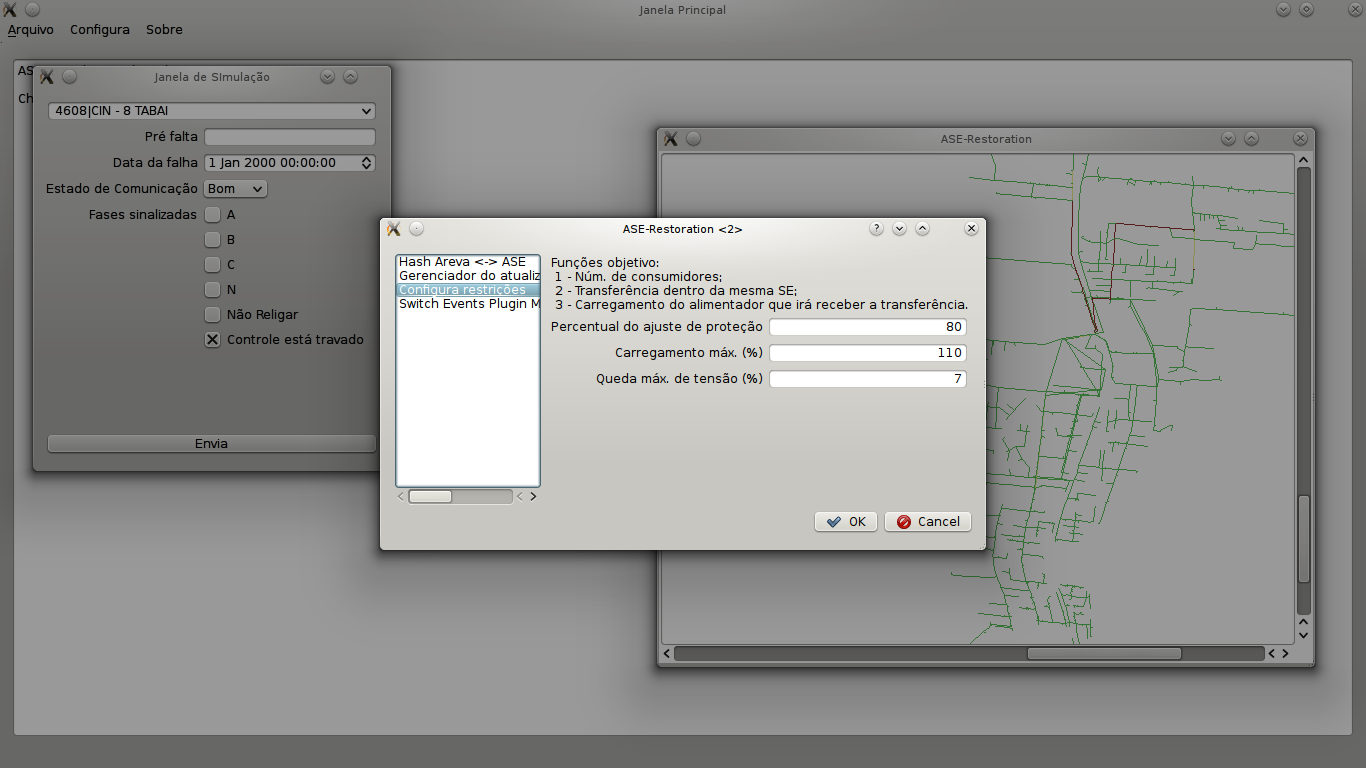 Janela Principal
Arquivo Configura Sobre
Janela de SImulação
4608|CIN - 8 TABAI
Pré falta
Data da falha 1 Jan 2000 00:00:00
Estado de Comunicação Bom
Fases sinalizadas A
B
C
N
Não Religar
Controle está travado
Envia
ASE-Restoration
ASE-Restoration <2>
Hash Areva <-> ASE
Gerenciador do atualiz
Configura restrições
Switch Events Plugin M
Funções objetivo:
1 - Núm. de consumidores;
2 - Transferência dentro da mesma SE;
3 - Carregamento do alimentador que irá receber a transferência.
Percentual do ajuste de proteção 80
Carregamento máx. (%) 110
Queda máx. de tensão (%) 7
OK Cancel